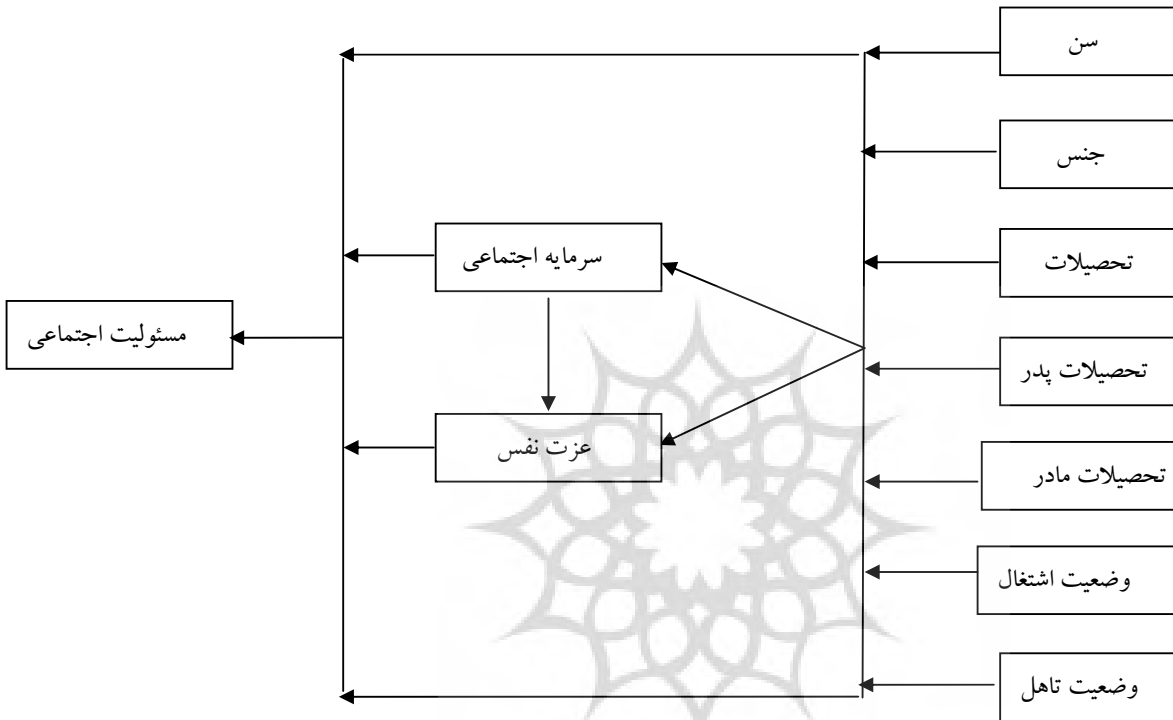 سن
جنس
تحصیلات
تحصیلات پدر
تحصیلات مادر
وضعیت اشتغال
وضعیت تاهل
سرمایه اجتماعی
عزت نفس
مسئولیت اجتماعی